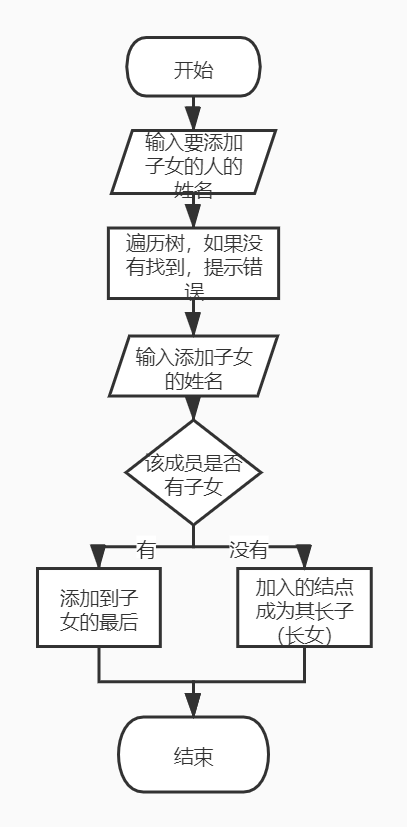 开始
输入要添加
子女的人的
姓名
遍历树，如果没
有找到，提示错
误
输入添加子女
的姓名
该成员是否
有子女
有
没有
添加到子
女的最后
加入的结点
成为其长子
（长女）
结束